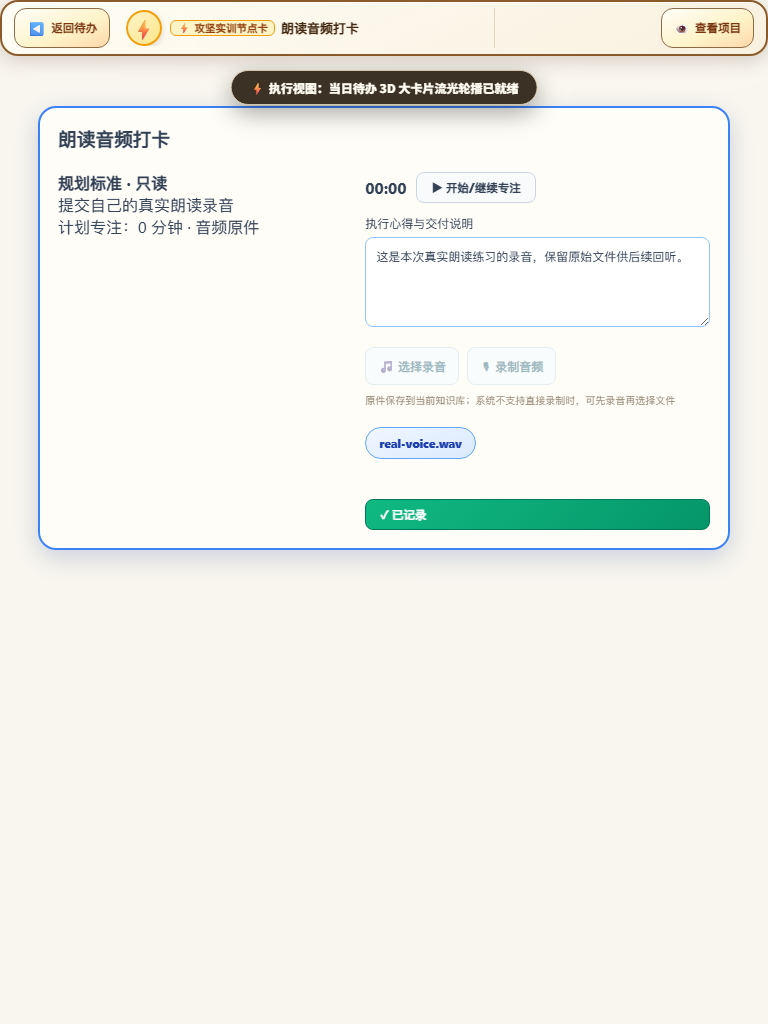 返回待办
攻坚实训节点卡 朗读音频打卡
查看项目
执行视图：当日待办 3D 大卡片流光轮播已就绪
朗读音频打卡
规划标准 · 只读
提交自己的真实朗读录音
计划专注：0 分钟 · 音频原件
00:00 ▶ 开始/继续专注
执行心得与交付说明
这是本次真实朗读练习的录音，保留原始文件供后续回听。
选择录音
录制音频
原件保存到当前知识库；系统不支持直接录制时，可先录音再选择文件
real-voice.wav
✓ 已记录